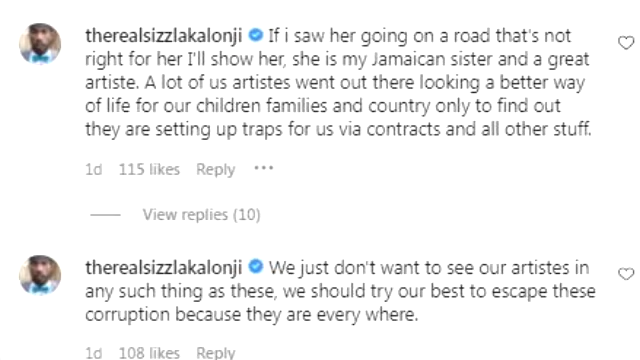 therealsizzlakalonji If i saw her going on a road that's not
right for her I'll show her, she is my Jamaican sister and a great
artiste. A lot of us artistes went out there looking a better way
of life for our children families and country only to find out
they are setting up traps for us via contracts and all other stuff.
1d 115 likes Reply ...
View replies (10)
therealsizzlakalonji We just don't want to see our artistes in
any such thing as these, we should try our best to escape these
corruption because they are every where.
1d 108 likes Reply